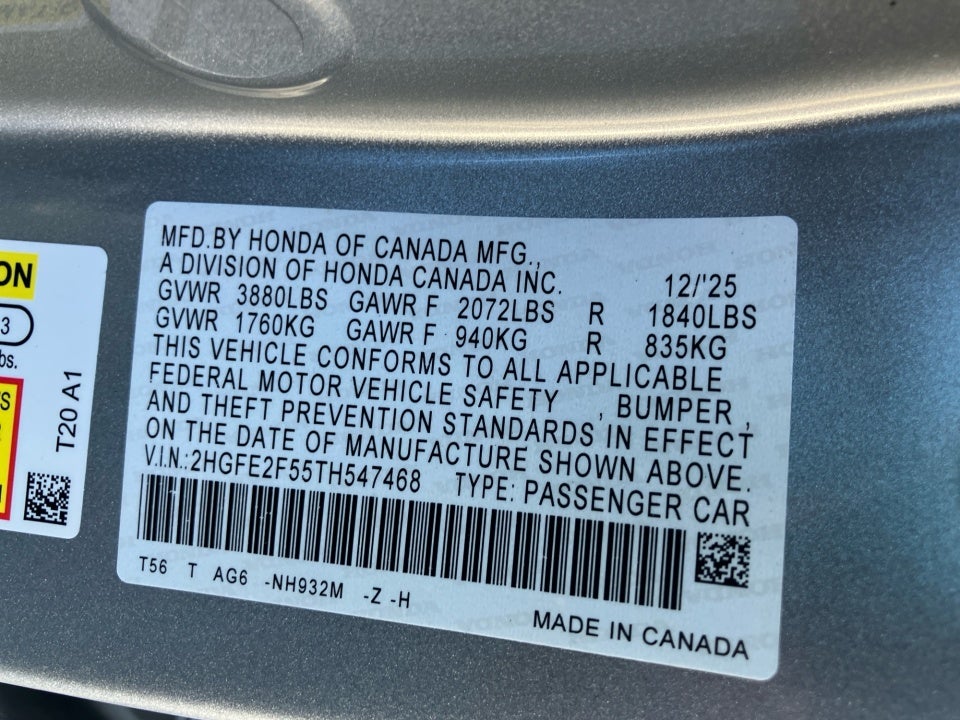 MFD.BY HONDA OF CANADA MFG.,
A DIVISION OF HONDA CANADA INC. 12/'25
GVWR 3880LBS GAWR F 2072LBS R 1840LBS
GVWR 1760KG GAWR F 940KG R 835KG
THIS VEHICLE CONFORMS TO ALL APPLICABLE
FEDERAL MOTOR VEHICLE SAFETY , BUMPER ,
AND THEFT PREVENTION STANDARDS IN EFFECT
ON THE DATE OF MANUFACTURE SHOWN ABOVE.
V.I.N.:2HGFE2F55TH547468 TYPE: PASSENGER CAR
T56 T AG6 -NH932M -Z -H
MADE IN CANADA
ON
3
bs.
T20 A1